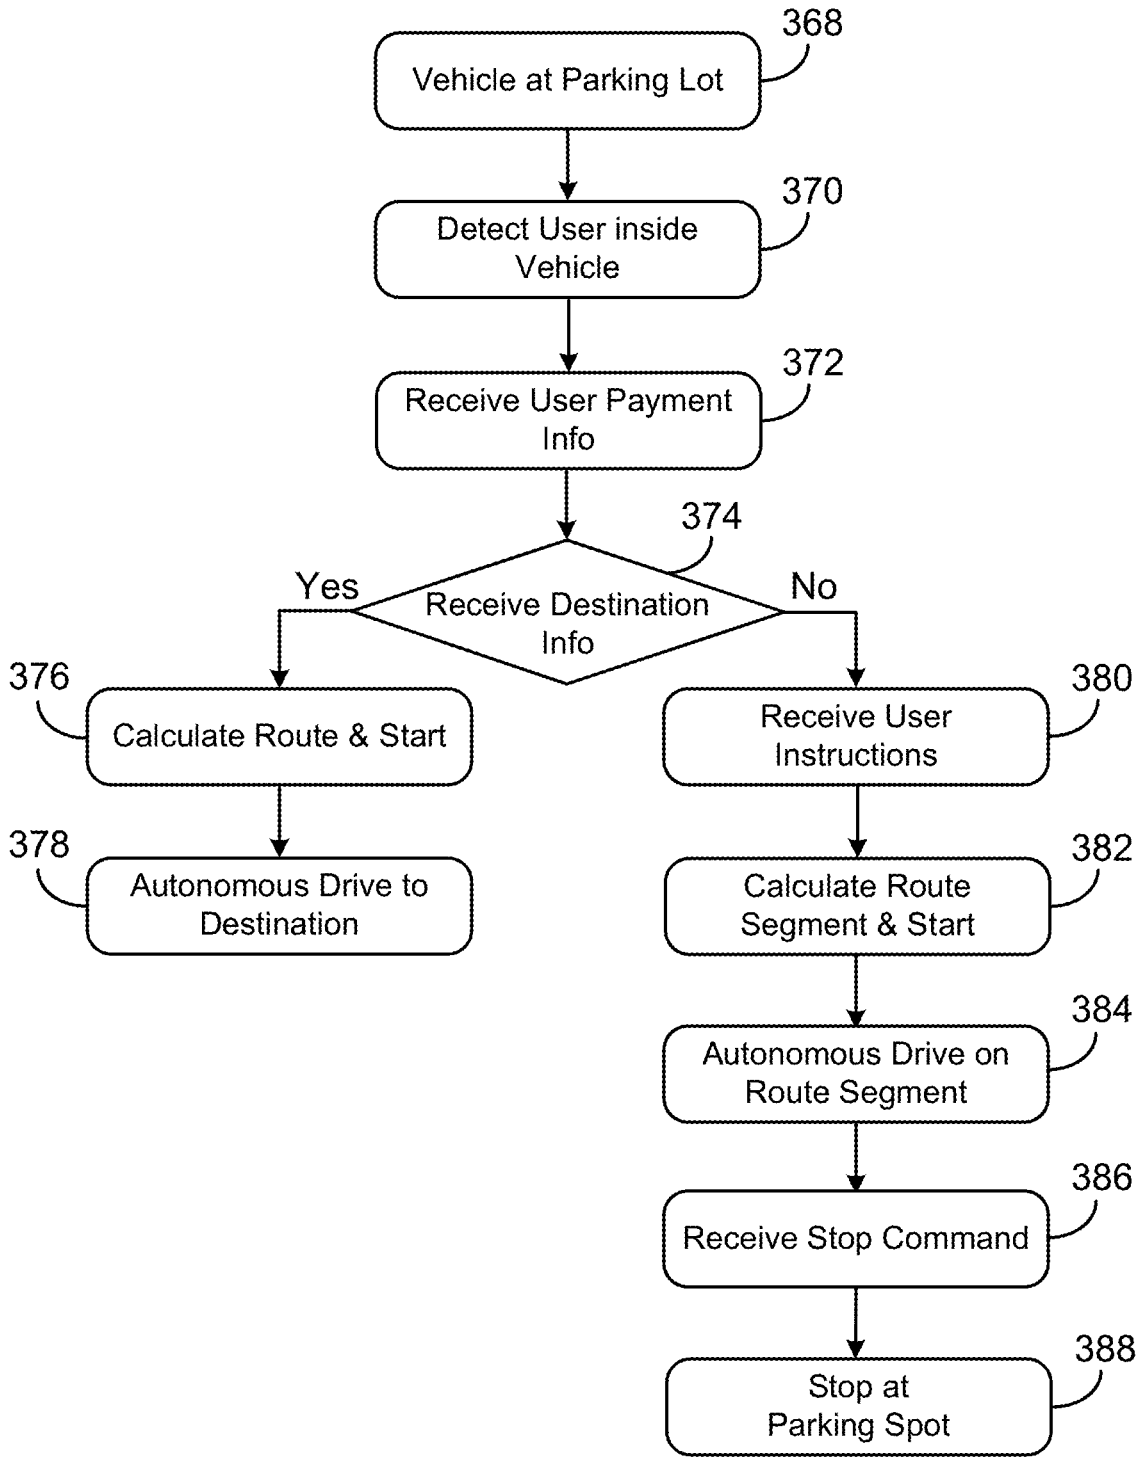 368
Vehicle at Parking Lot
370
Detect User inside
Vehicle
372
Receive User Payment
Info
374
Yes
No
Receive Destination
Info
376
Calculate Route & Start
378
Autonomous Drive to
Destination
380
Receive User
Instructions
382
Calculate Route
Segment & Start
384
Autonomous Drive on
Route Segment
386
Receive Stop Command
388
Stop at
Parking Spot